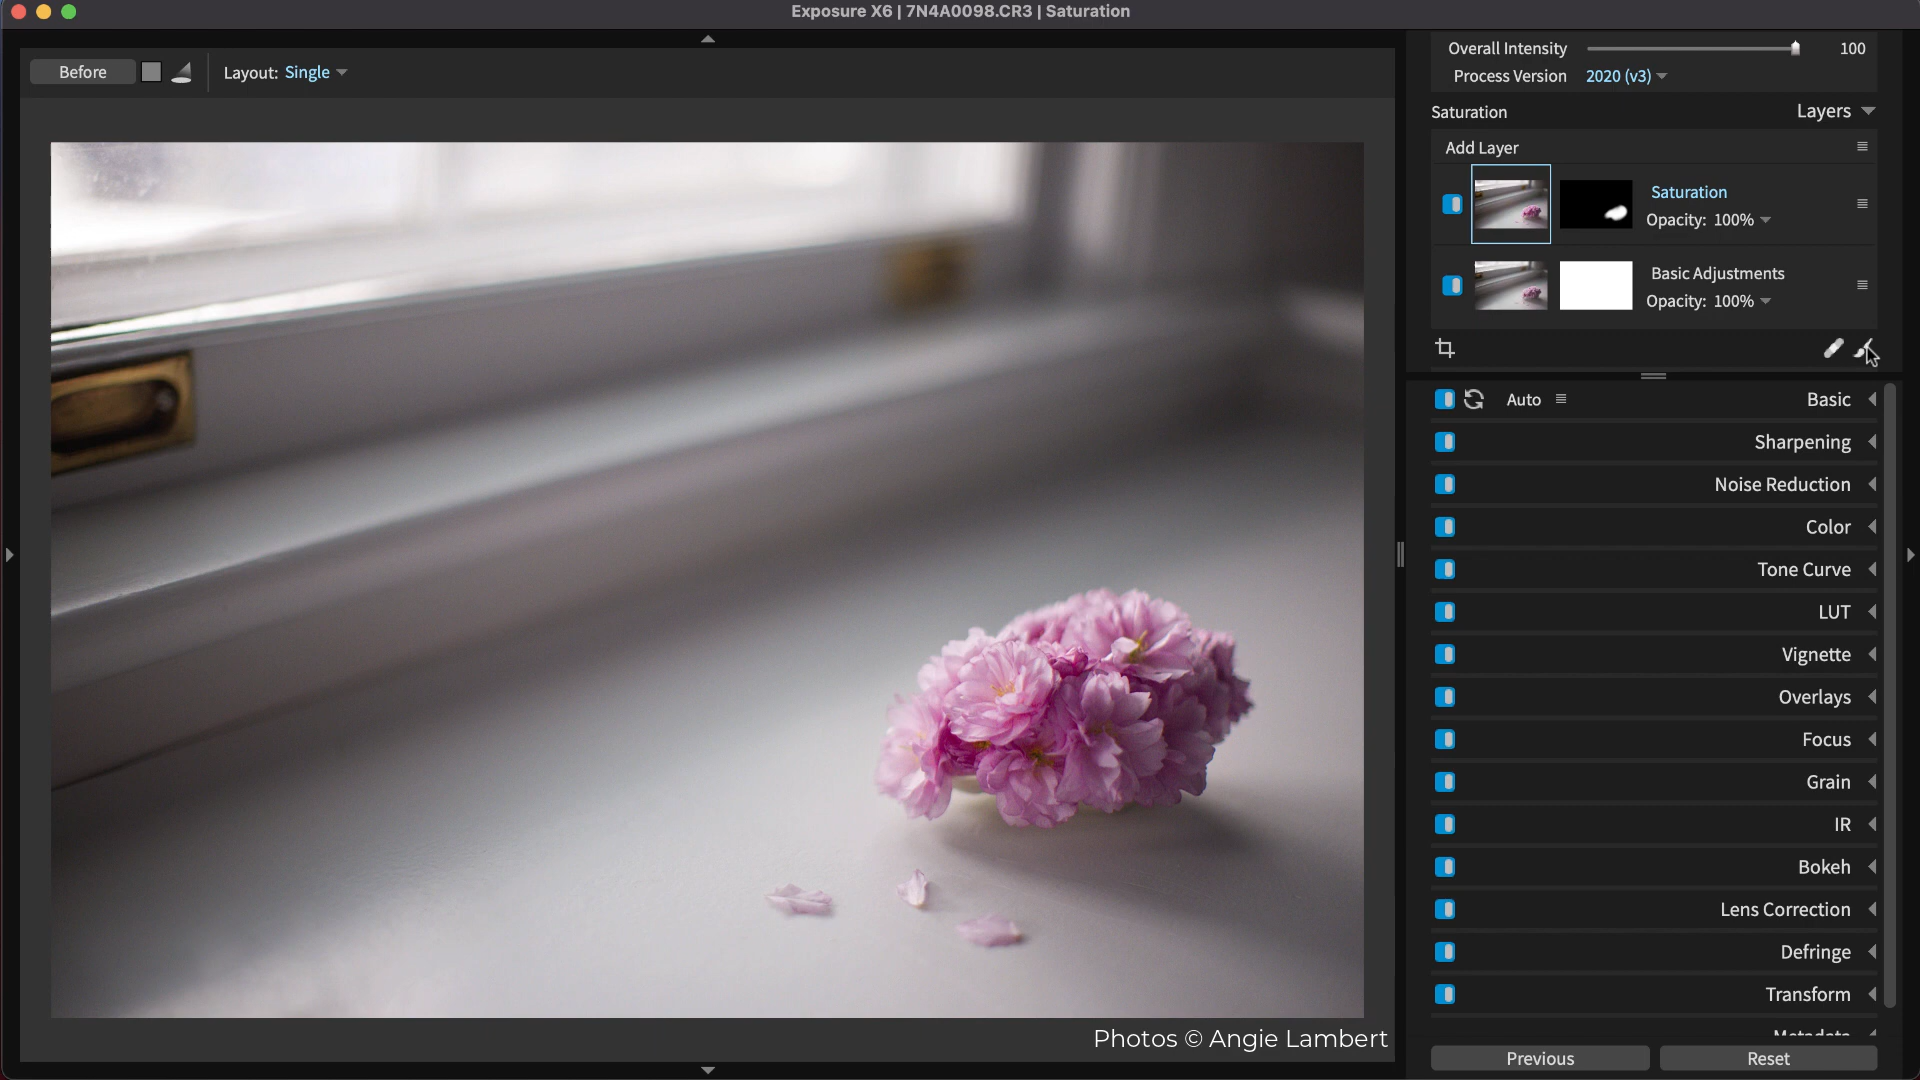 Exposure X6 | 7N4A0098.CR3 | Saturation
Before
Layout: Single
Overall Intensity 100
Process Version 2020 (v3)
Saturation Layers
Add Layer
Saturation
Opacity: 100%
Basic Adjustments
Opacity: 100%
Auto Basic
Sharpening
Noise Reduction
Color
Tone Curve
LUT
Vignette
Overlays
Focus
Grain
IR
Bokeh
Lens Correction
Defringe
Transform
Metadata
Previous Reset
Photos © Angie Lambert